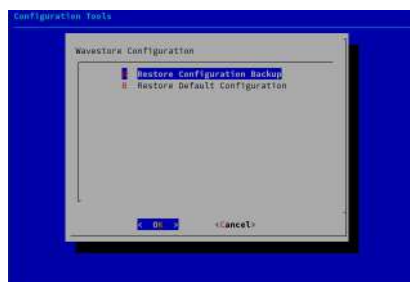 Configuration Tools
Wavestore Configuration
Restore Configuration Backup
R Restore Default Configuration
< OK > <Cancel>